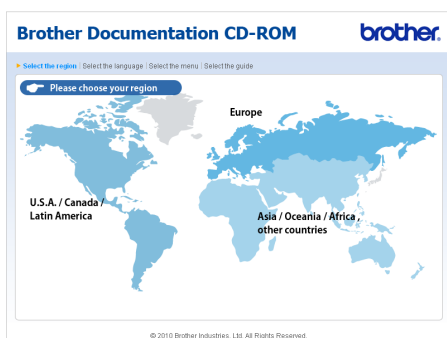 Brother Documentation CD-ROM
brother.
Select the region | Select the language | Select the menu | Select the guide
Please choose your region
Europe
U.S.A. / Canada /
Latin America
Asia / Oceania / Africa ,
other countries
© 2010 Brother Industries, Ltd. All Rights Reserved.